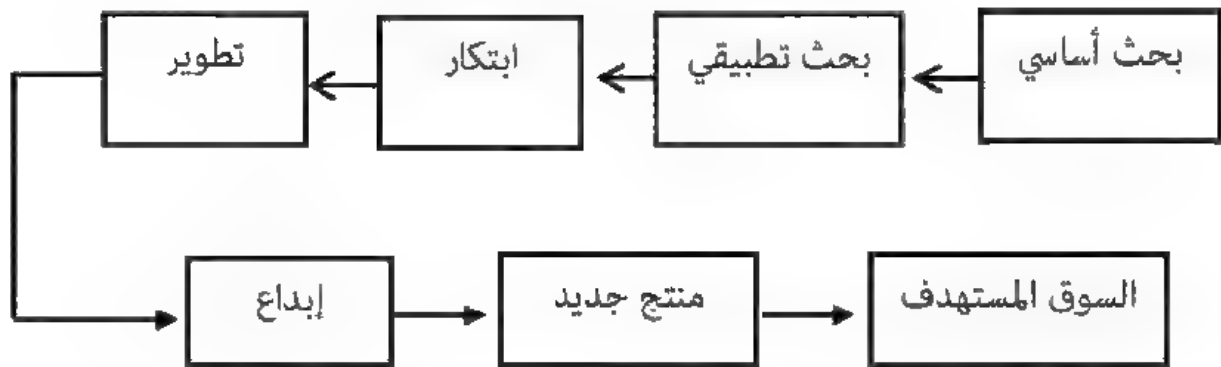 بحث أساسي
بحث تطبيقي
ابتكار
تطوير
إبداع
منتج جديد
السوق المستهدف